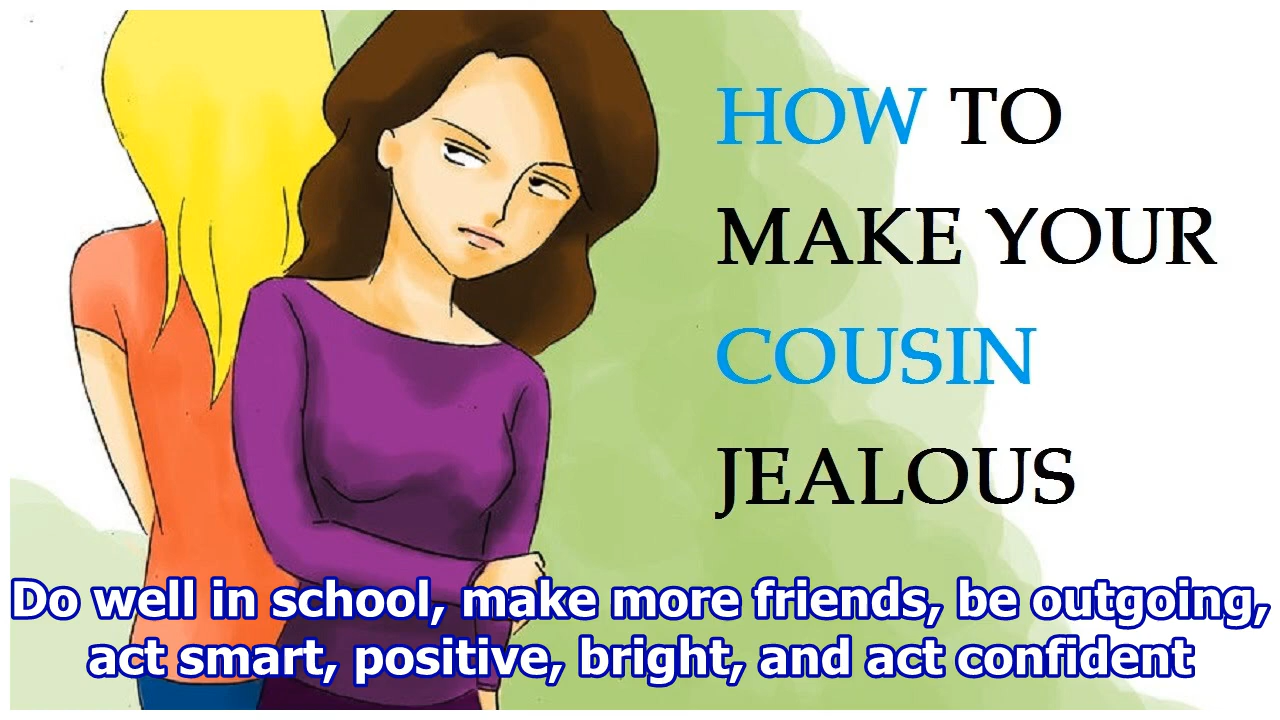 HOW TO
MAKE YOUR
COUSIN
JEALOUS
Do well in school, make more friends, be outgoing,
act smart, positive, bright, and act confident